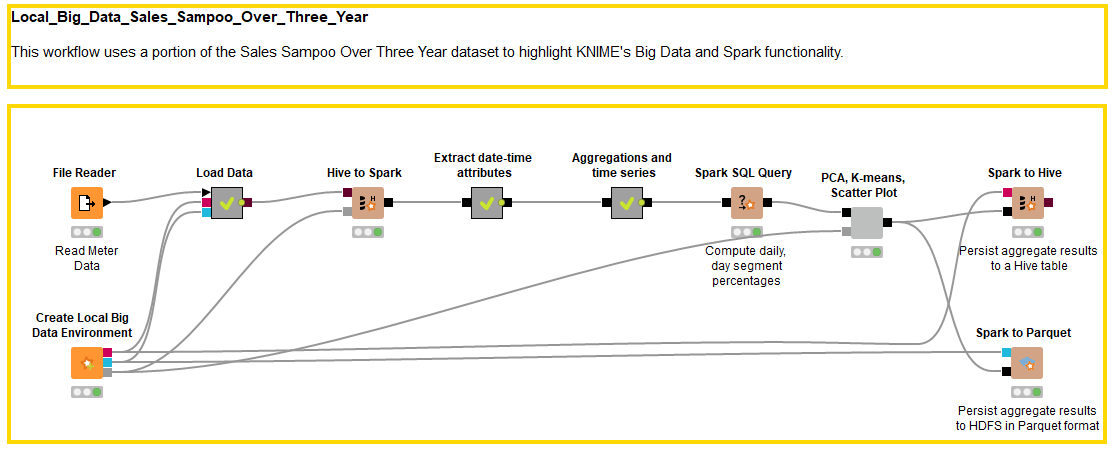 Local_Big_Data_Sales_Sampoo_Over_Three_Year
This workflow uses a portion of the Sales Sampoo Over Three Year dataset to highlight KNIME's Big Data and Spark functionality.
File Reader
Read Meter
Data
Load Data
Hive to Spark
H
Extract date-time
attributes
Aggregations and
time series
Spark SQL Query
?
Compute daily,
day segment
percentages
PCA, K-means,
Scatter Plot
Spark to Hive
H
Persist aggregate results
to a Hive table
Create Local Big
Data Environment
Spark to Parquet
Persist aggregate results
to HDFS in Parquet format